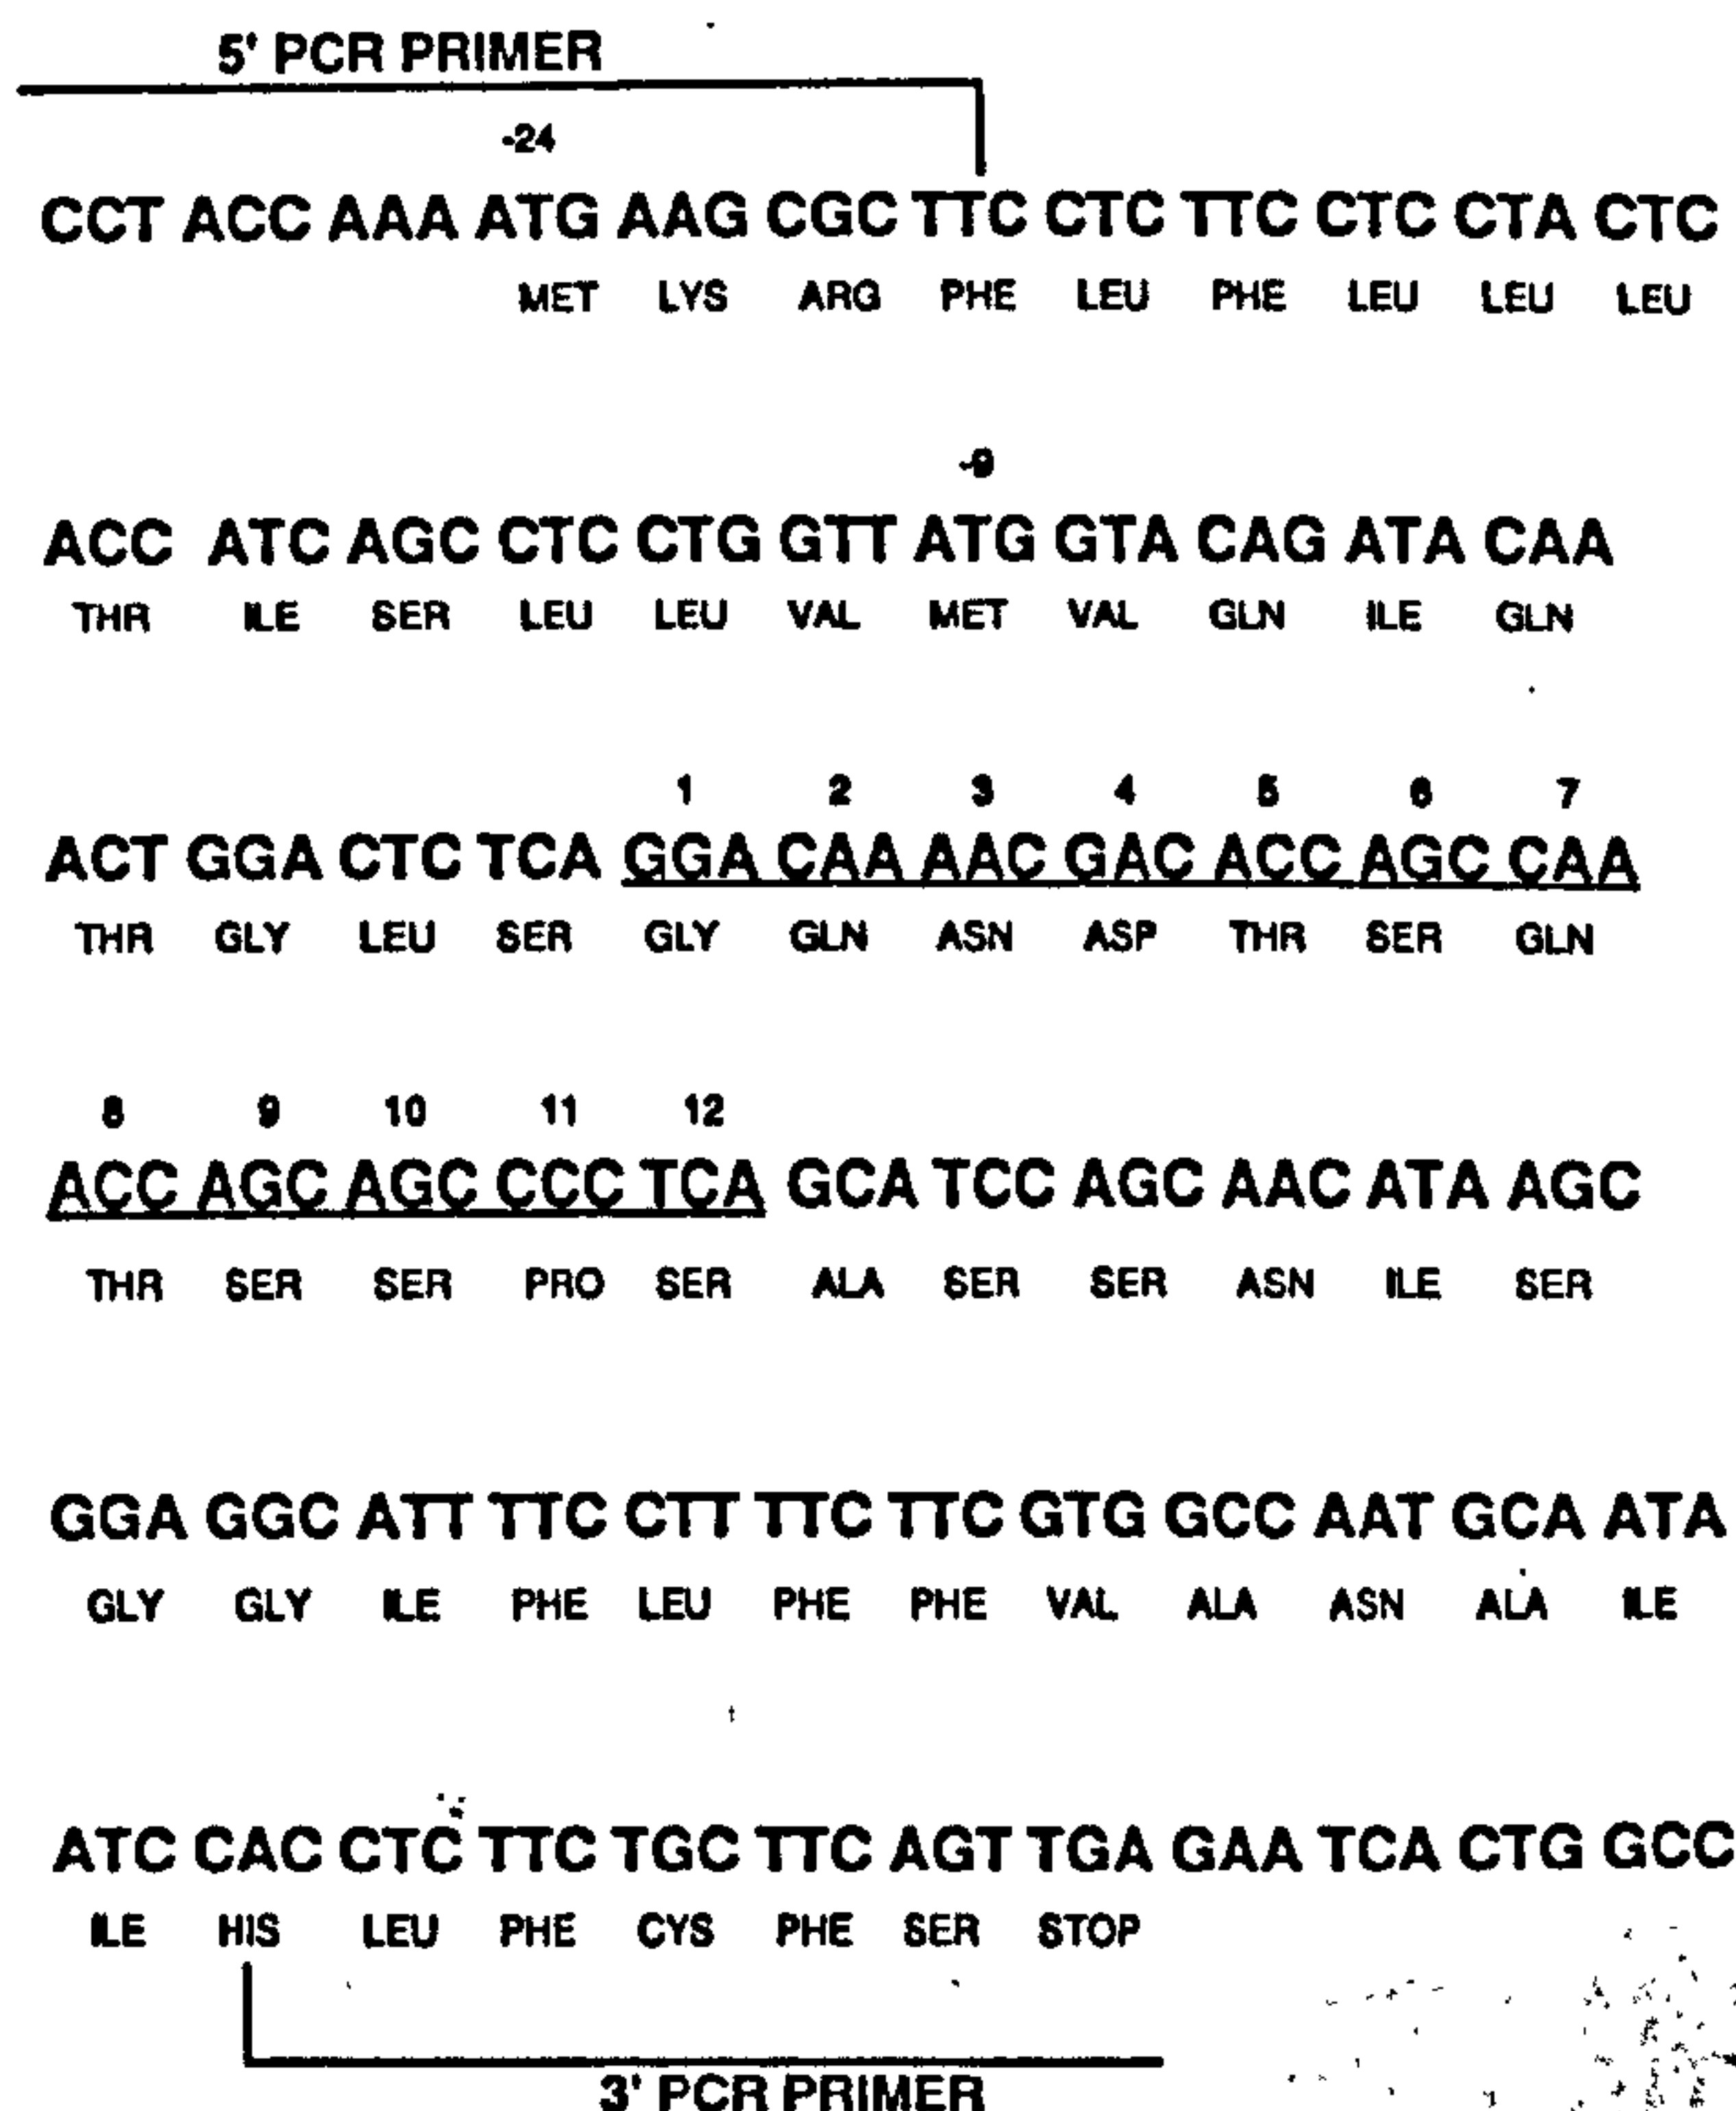 5' PCR PRIMER
-24
CCT ACC AAA ATG AAG CGC TTC CTC TTC CTC CTA CTC
MET LYS ARG PHE LEU PHE LEU LEU LEU
-9
ACC ATC AGC CTC CTG GTT ATG GTA CAG ATA CAA
THR ILE SER LEU LEU VAL MET VAL GLN ILE GLN
1 2 3 4 5 6 7
ACT GGA CTC TCA GGA CAA AAC GAC ACC AGC CAA
THR GLY LEU SER GLY GLN ASN ASP THR SER GLN
8 9 10 11 12
ACC AGC AGC CCC TCA GCA TCC AGC AAC ATA AGC
THR SER SER PRO SER ALA SER SER ASN ILE SER
GGA GGC ATT TTC CTT TTC TTC GTG GCC AAT GCA ATA
GLY GLY ILE PHE LEU PHE PHE VAL ALA ASN ALA ILE
ATC CAC CTC TTC TGC TTC AGT TGA GAA TCA CTG GCC
ILE HIS LEU PHE CYS PHE SER STOP
3' PCR PRIMER